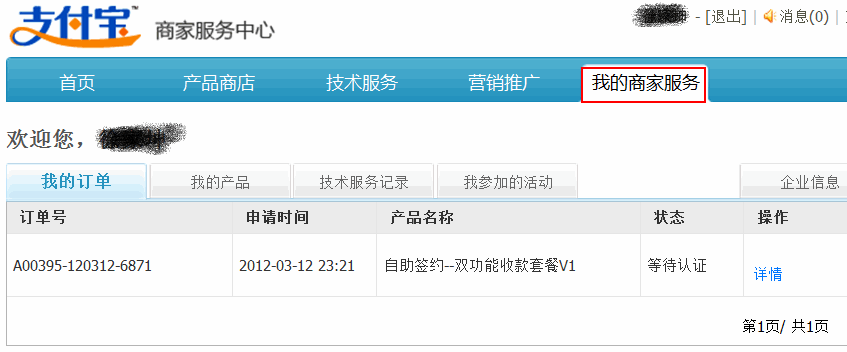 支付宝™ 商家服务中心
- [退出] | 消息(0) |
首页 产品商店 技术服务 营销推广 我的商家服务
欢迎您，
我的订单 我的产品 技术服务记录 我参加的活动 企业信息
订单号 申请时间 产品名称 状态 操作
A00395-120312-6871 2012-03-12 23:21 自助签约--双功能收款套餐V1 等待认证 详情
第1页/ 共1页